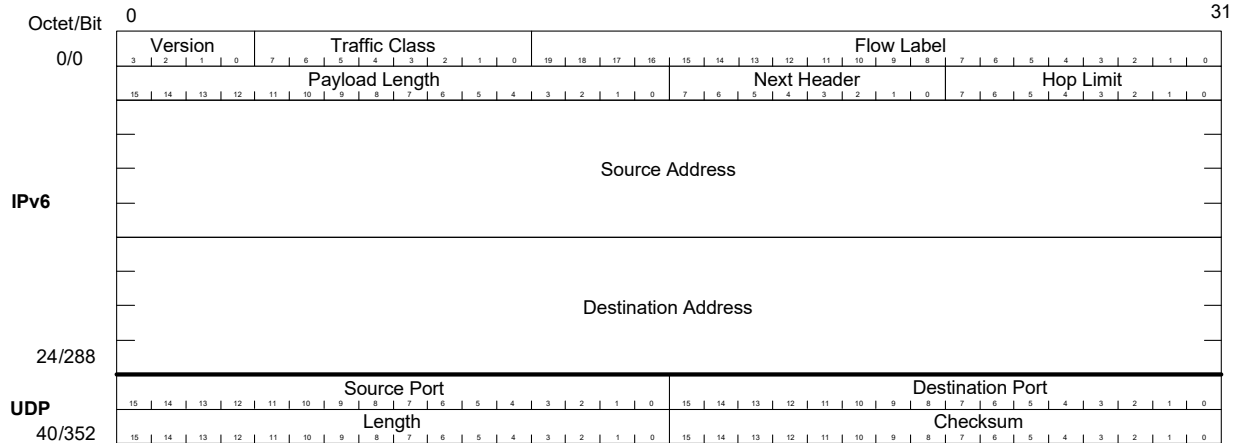 Octet/Bit 0 31
0/0 Version Traffic Class Flow Label
3 2 1 0 7 6 5 4 3 2 1 0 19 18 17 16 15 14 13 12 11 10 9 8 7 6 5 4 3 2 1 0
Payload Length Next Header Hop Limit
15 14 13 12 11 10 9 8 7 6 5 4 3 2 1 0 7 6 5 4 3 2 1 0 7 6 5 4 3 2 1 0
Source Address
IPv6
Destination Address
24/288
Source Port Destination Port
UDP 15 14 13 12 11 10 9 8 7 6 5 4 3 2 1 0 15 14 13 12 11 10 9 8 7 6 5 4 3 2 1 0
Length Checksum
40/352 15 14 13 12 11 10 9 8 7 6 5 4 3 2 1 0 15 14 13 12 11 10 9 8 7 6 5 4 3 2 1 0